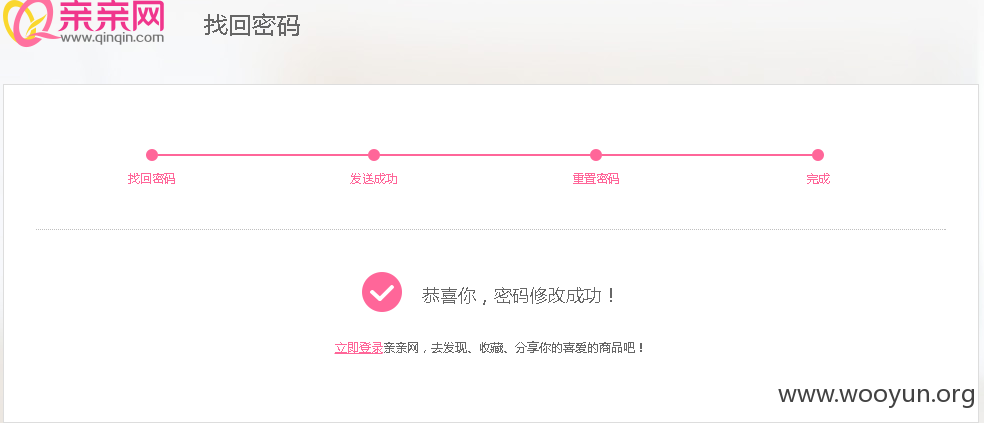 亲亲网
www.qinqin.com
找回密码
找回密码 发送成功 重置密码 完成
恭喜你，密码修改成功！
立即登录亲亲网，去发现、收藏、分享你的喜爱的商品吧！
www.wooyun.org